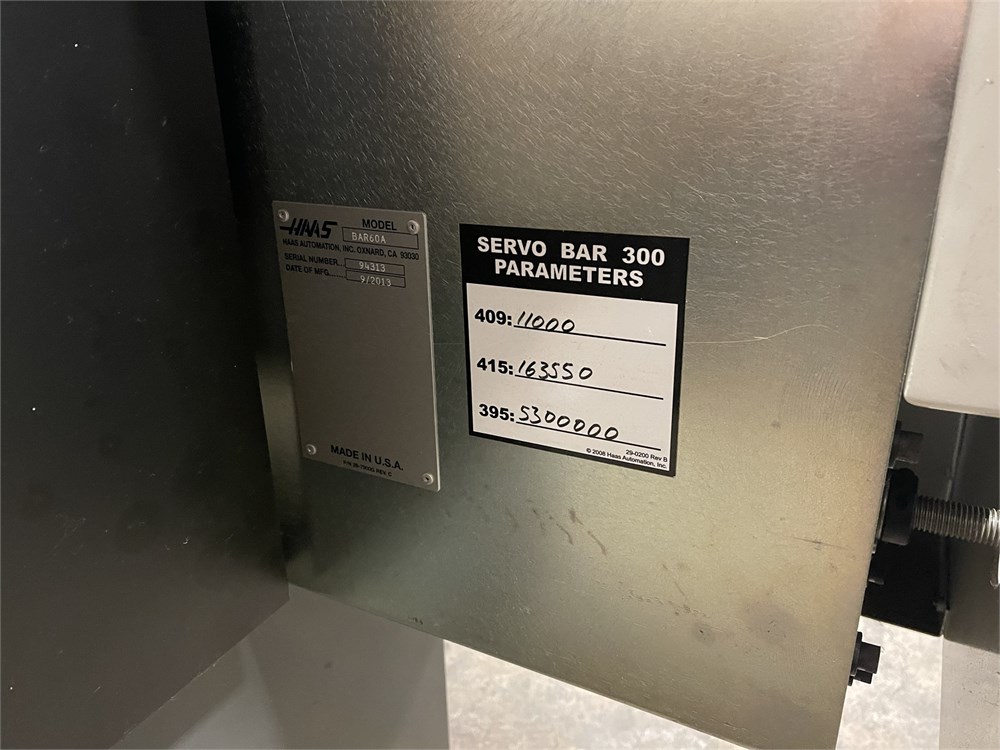 HAAS
MODEL
BAR60A
HAAS AUTOMATION, INC. OXNARD, CA 93030
SERIAL NUMBER 94313
DATE OF MFG. 9/2013
MADE IN U.S.A.
SERVO BAR 300
PARAMETERS
409: 11000
415: 163550
395: 5300000
29-0200 Rev B
© 2008 Haas Automation, Inc.